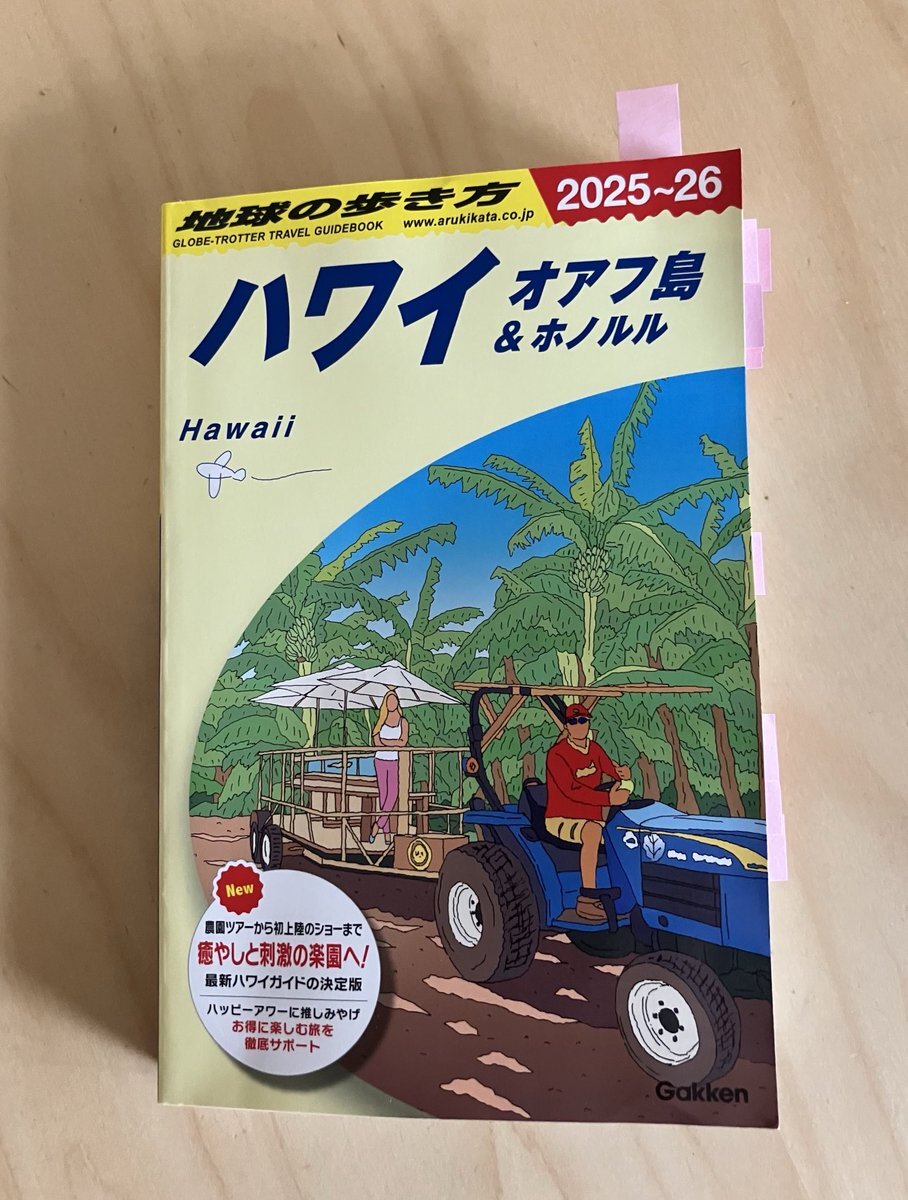 地球の歩き方
GLOBE-TROTTER TRAVEL GUIDEBOOK
www.arukikata.co.jp
2025~26
ハワイ
オアフ島
&ホノルル
Hawaii
New
農園ツアーから初上陸のショーまで
癒やしと刺激の楽園へ!
最新ハワイガイドの決定版
ハッピーアワーに推しみやげ
お得に楽しむ旅を
徹底サポート
Gakken